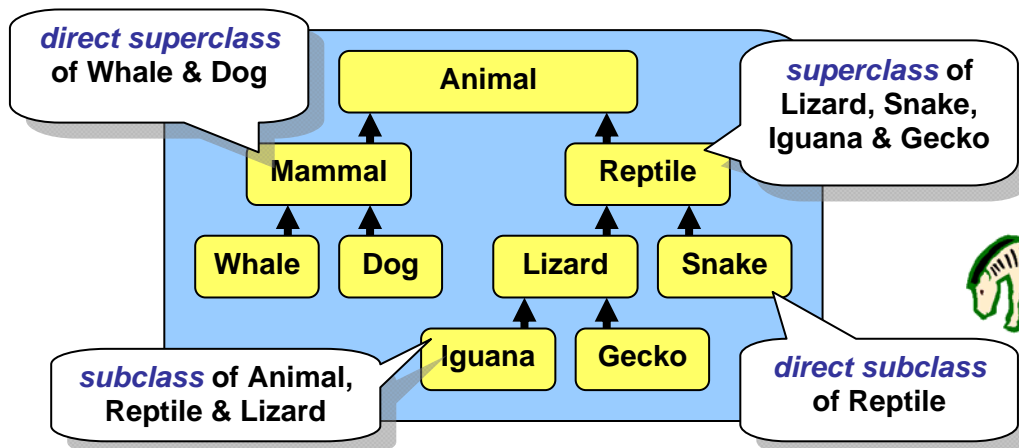 direct superclass
of Whale & Dog
Animal
superclass of
Lizard, Snake,
Iguana & Gecko
Mammal
Reptile
Whale
Dog
Lizard
Snake
Iguana
Gecko
subclass of Animal,
Reptile & Lizard
direct subclass
of Reptile